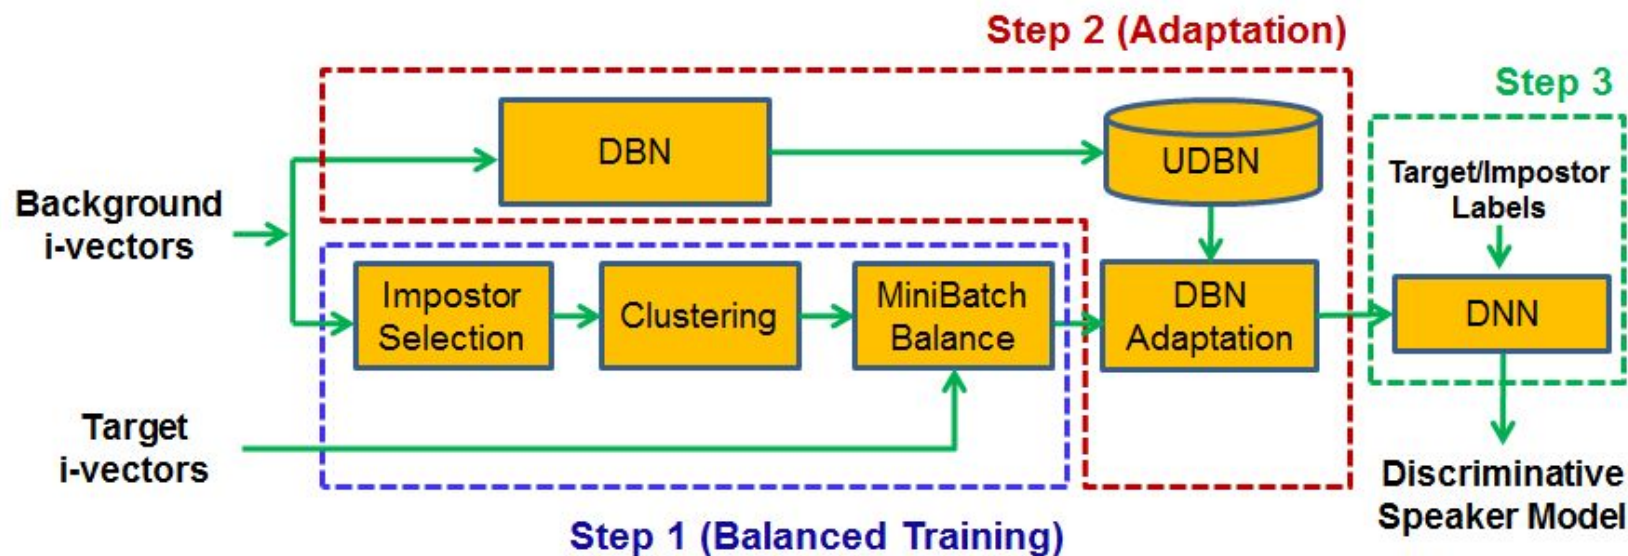 Step 2 (Adaptation)
Step 3
DBN
UDBN
Target/Impostor
Labels
Background
i-vectors
Impostor
Selection
Clustering
MiniBatch
Balance
DBN
Adaptation
DNN
Target
i-vectors
Discriminative
Speaker Model
Step 1 (Balanced Training)